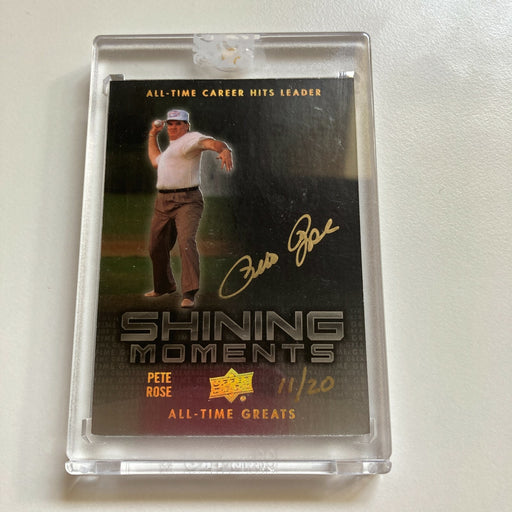 ALL-TIME CAREER HITS LEADER
Pete Rose
SHINING
MOMENTS
PETE
ROSE
UPPER
DECK
11/20
ALL-TIME GREATS